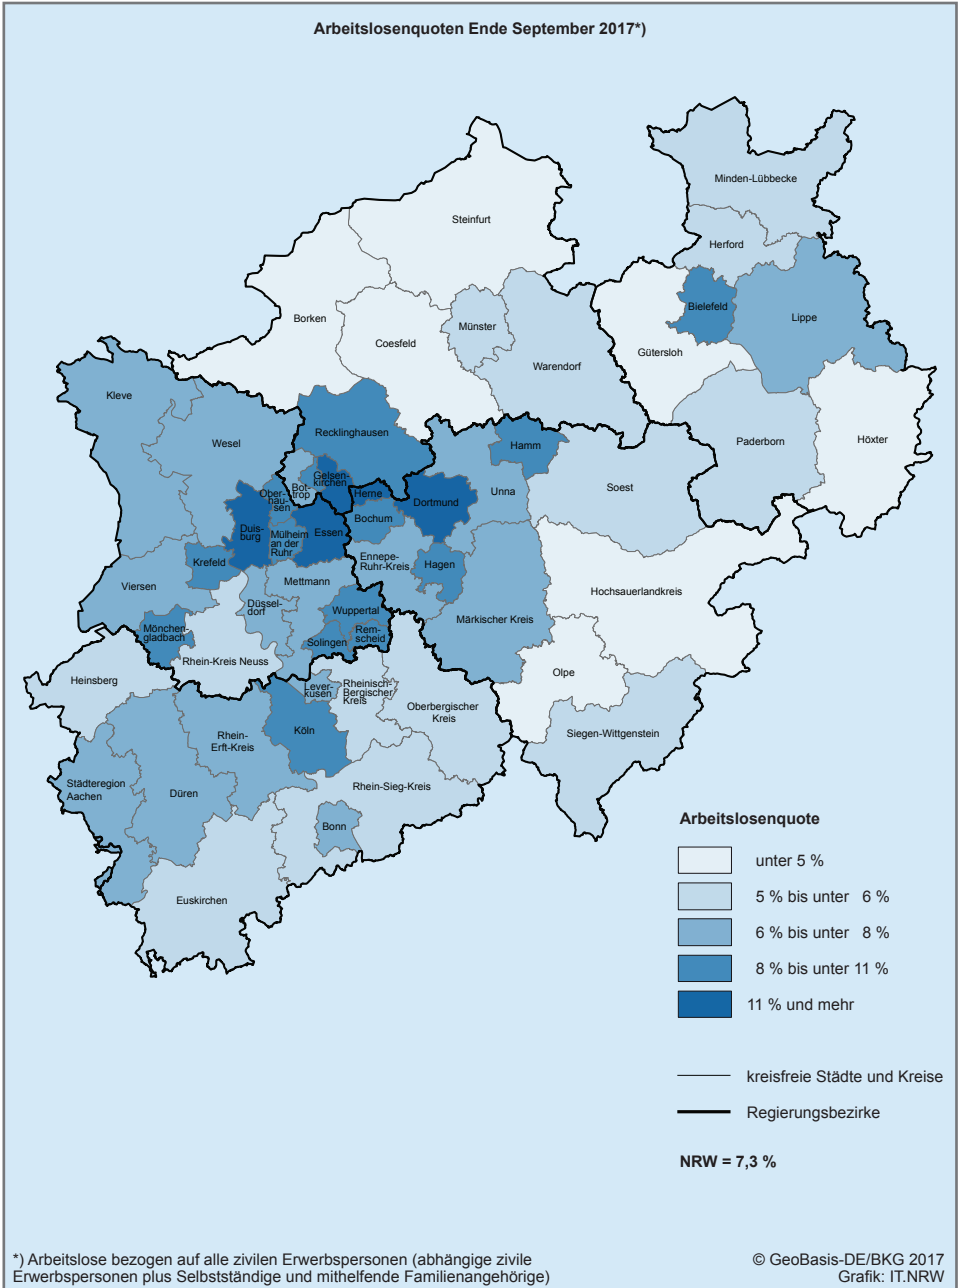 Arbeitslosenquoten Ende September 2017*)
Minden-Lübbecke
Steinfurt
Herford
Bielefeld
Lippe
Borken
Münster
Coesfeld
Gütersloh
Warendorf
Kleve
Recklinghausen
Wesel
Hamm
Paderborn
Höxter
Gelsen-
kirchen
Bot-
trop
Ober-
hau-
sen
Herne
Dortmund
Unna
Soest
Bochum
Duis-
burg
Mülheim
an der
Ruhr
Essen
Ennepe-
Ruhr-Kreis
Hagen
Krefeld
Viersen
Mettmann
Hochsauerlandkreis
Düssel-
dorf
Wuppertal
Märkischer Kreis
Mönchen-
gladbach
Rem-
scheid
Solingen
Rhein-Kreis Neuss
Heinsberg
Olpe
Lever-
kusen
Rheinisch-
Bergischer
Kreis
Oberbergischer
Kreis
Köln
Rhein-
Erft-Kreis
Siegen-Wittgenstein
Städteregion
Aachen
Düren
Rhein-Sieg-Kreis
Bonn
Euskirchen
Arbeitslosenquote
unter 5 %
5 % bis unter 6 %
6 % bis unter 8 %
8 % bis unter 11 %
11 % und mehr
kreisfreie Städte und Kreise
Regierungsbezirke
NRW = 7,3 %
*) Arbeitslose bezogen auf alle zivilen Erwerbspersonen (abhängige zivile
Erwerbspersonen plus Selbstständige und mithelfende Familienangehörige)
© GeoBasis-DE/BKG 2017
Grafik: IT.NRW